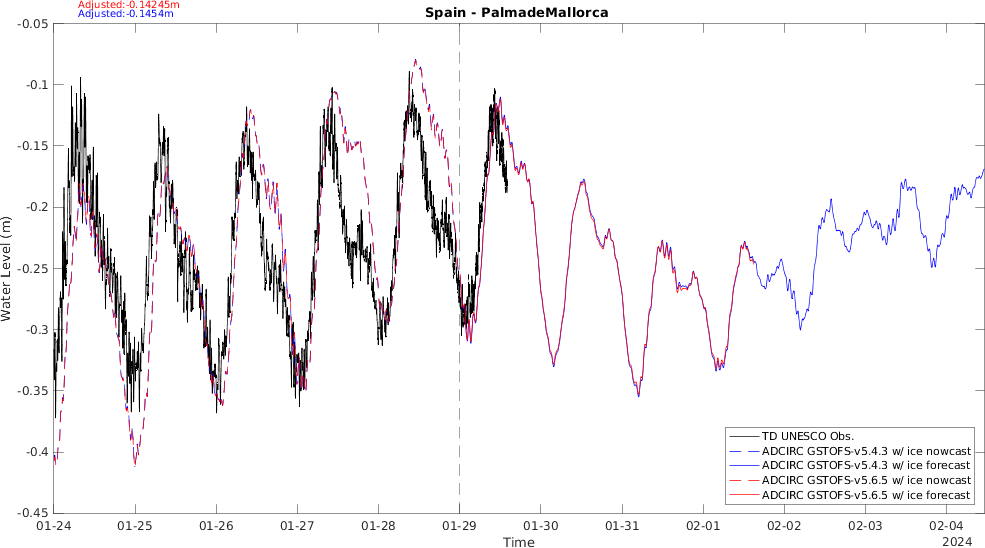 Adjusted:-0.14245m
Adjusted:-0.1454m
Spain - PalmadeMallorca
Water Level (m)
-0.05
-0.1
-0.15
-0.2
-0.25
-0.3
-0.35
-0.4
-0.45
TD UNESCO Obs.
ADCIRC GSTOFS-v5.4.3 w/ ice nowcast
ADCIRC GSTOFS-v5.4.3 w/ ice forecast
ADCIRC GSTOFS-v5.6.5 w/ ice nowcast
ADCIRC GSTOFS-v5.6.5 w/ ice forecast
01-24 01-25 01-26 01-27 01-28 01-29 01-30 01-31 02-01 02-02 02-03 02-04
Time
2024